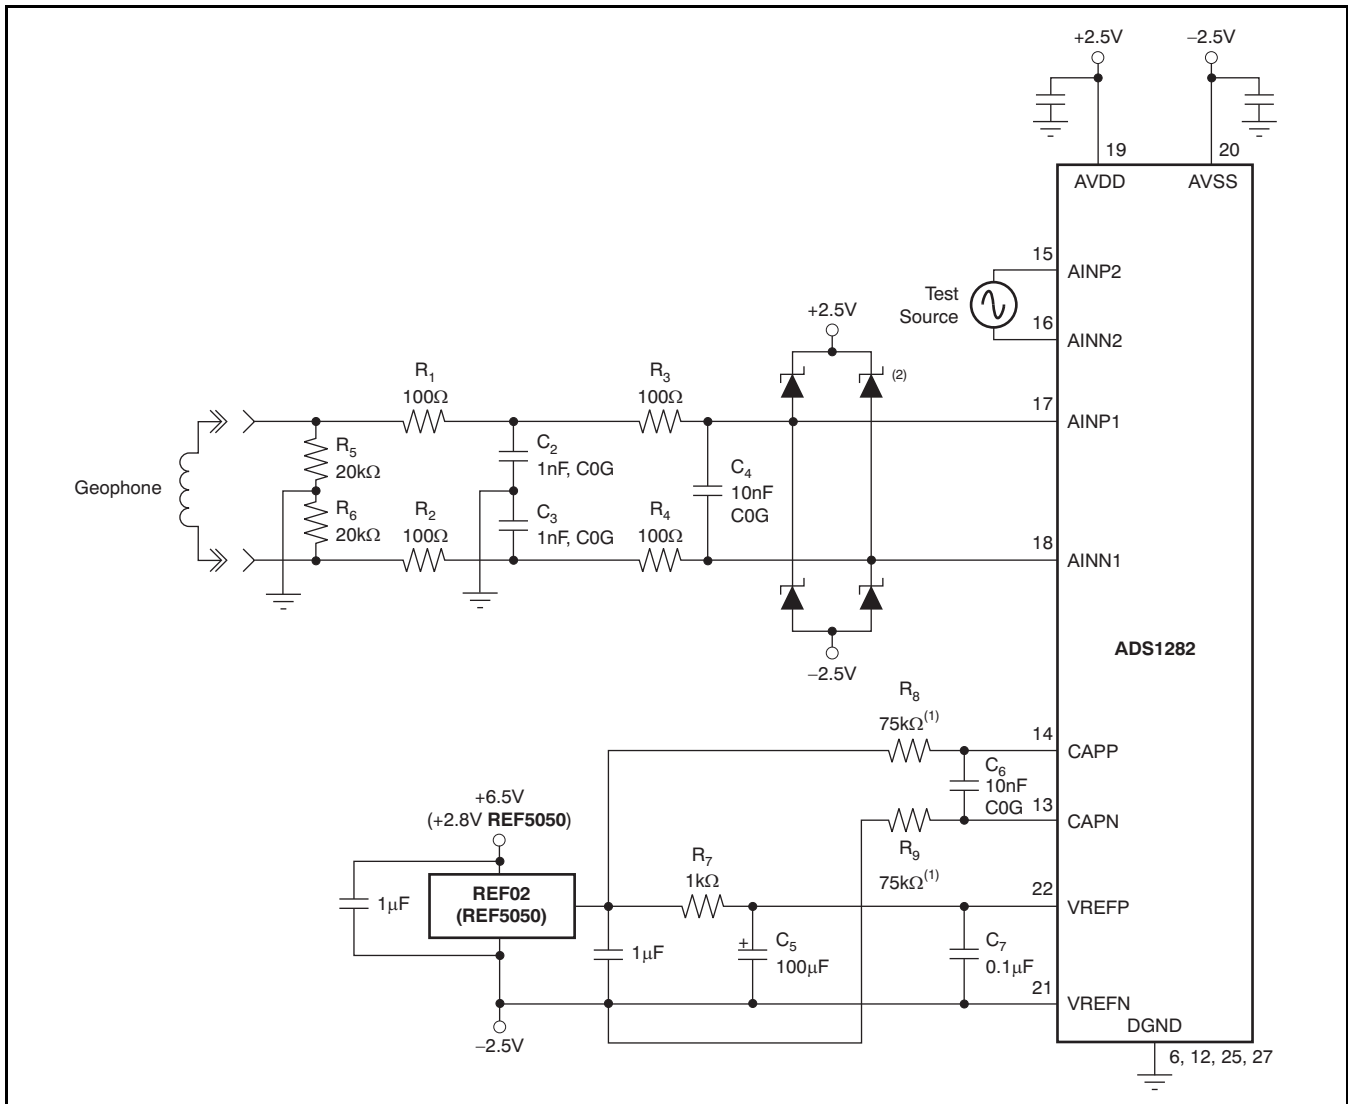 +2.5V
−2.5V
19
20
AVDD
AVSS
15
AINP2
Test
Source
16
AINN2
+2.5V
(2)
R1
100Ω
R3
100Ω
17
AINP1
R5
20kΩ
C2
1nF, C0G
C4
10nF
C0G
Geophone
R6
20kΩ
R2
100Ω
C3
1nF, C0G
R4
100Ω
18
AINN1
−2.5V
ADS1282
R8
75kΩ(1)
14
CAPP
C6
10nF
C0G
13
CAPN
R9
75kΩ(1)
+6.5V
(+2.8V REF5050)
R7
1kΩ
REF02
(REF5050)
1µF
22
VREFP
1µF
+
C5
100µF
C7
0.1µF
21
VREFN
−2.5V
DGND
6, 12, 25, 27